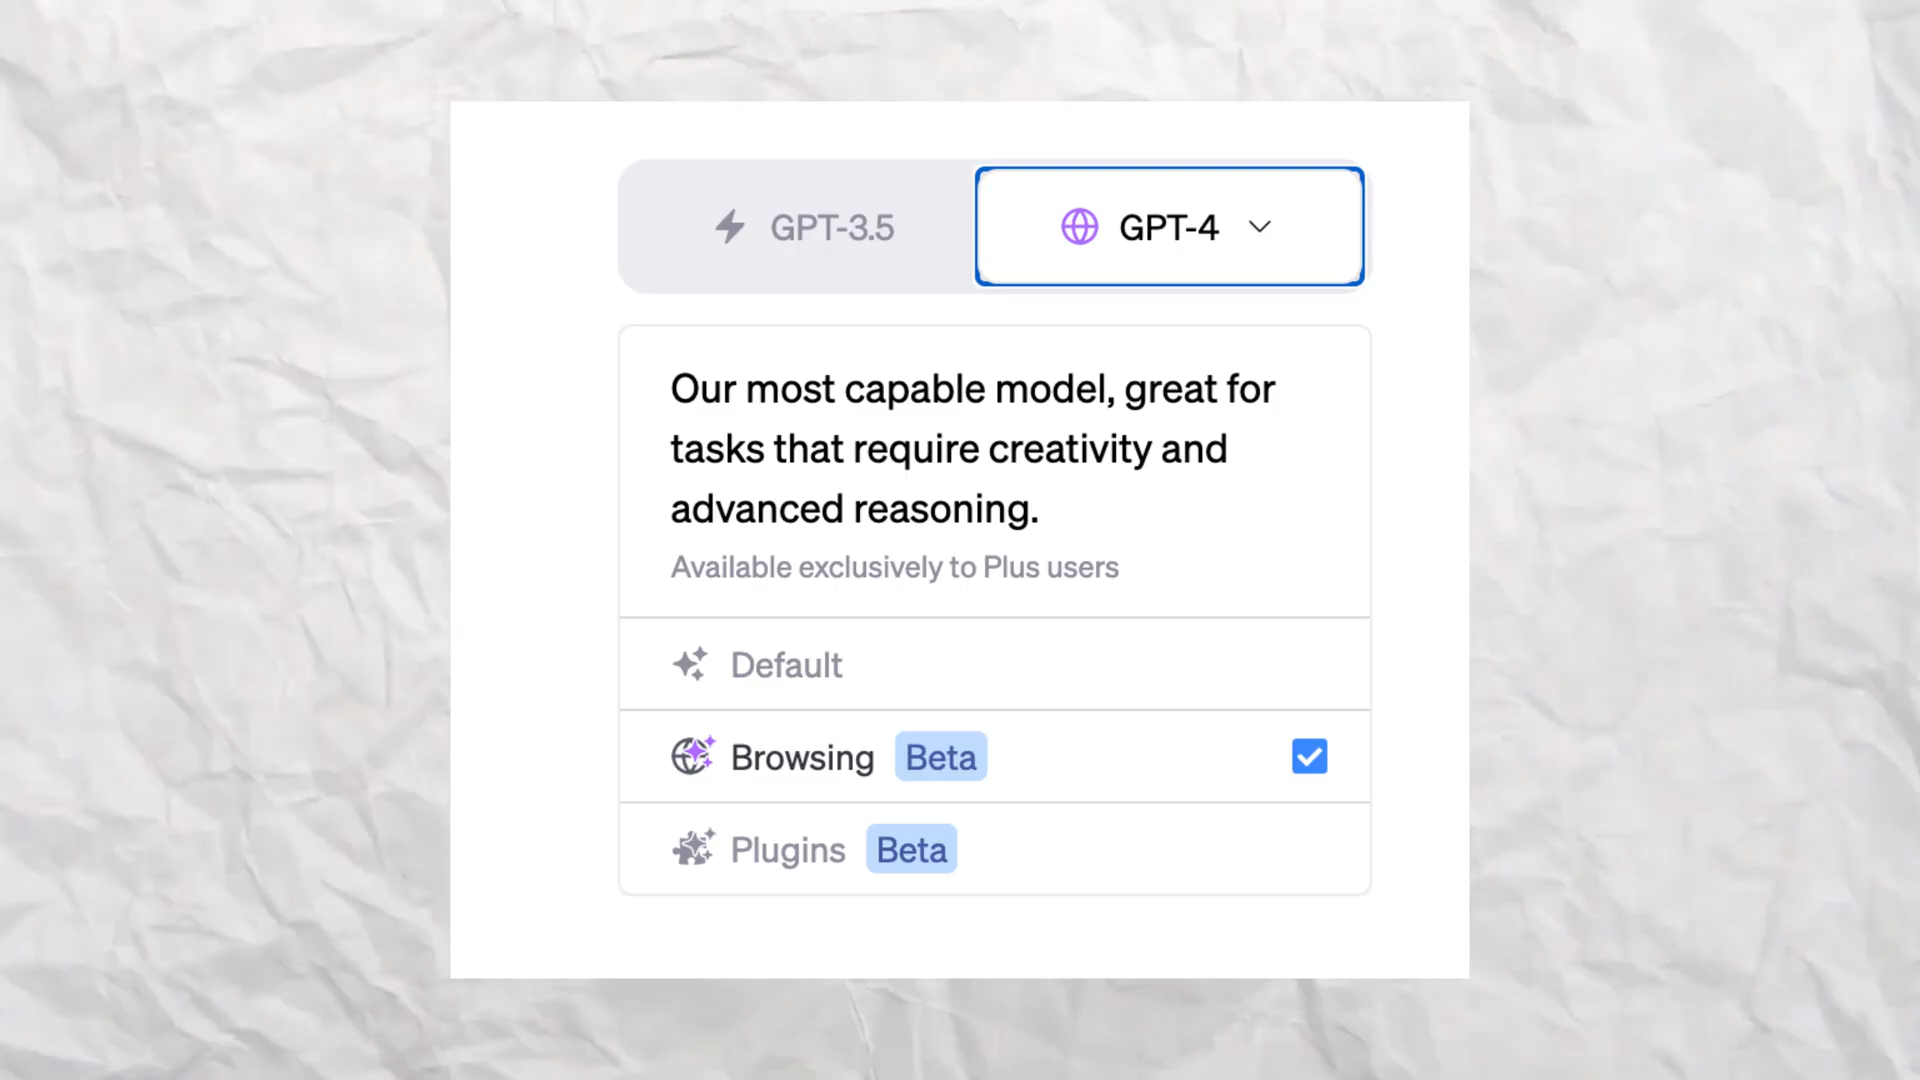 GPT-3.5
GPT-4
Our most capable model, great for
tasks that require creativity and
advanced reasoning.
Available exclusively to Plus users
Default
Browsing Beta
Plugins Beta